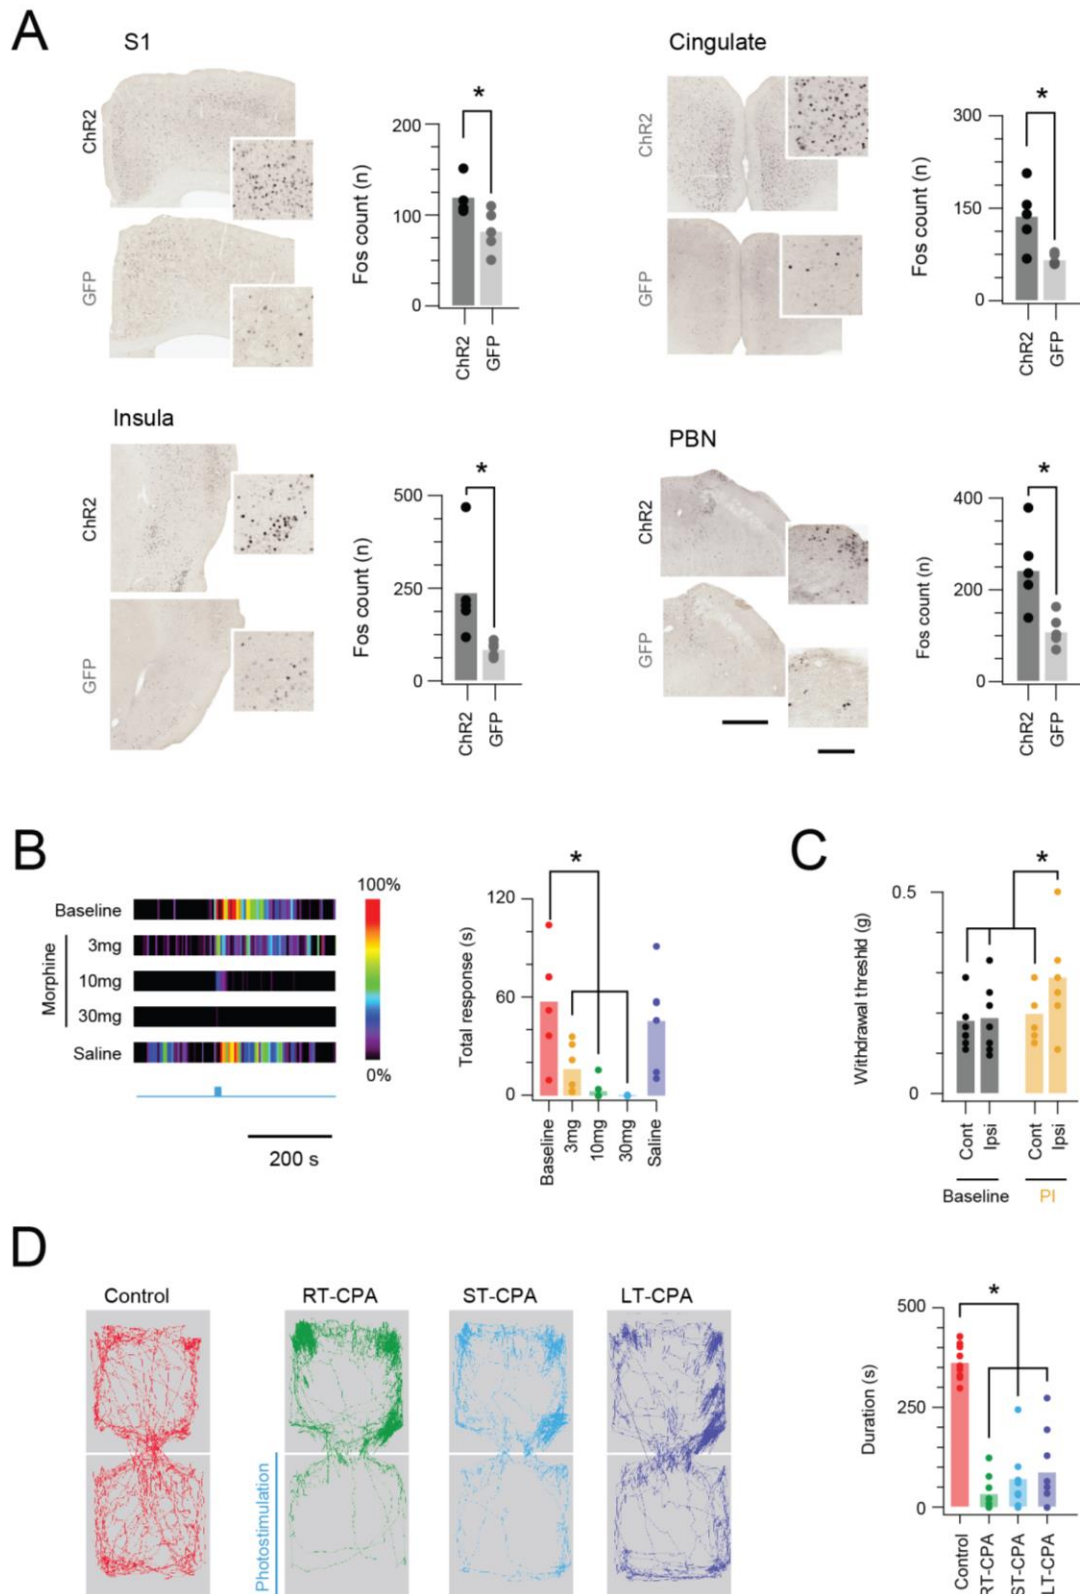 A
S1
ChR2
GFP
Fos count (n)
200
100
0
*
ChR2
GFP
Cingulate
ChR2
GFP
Fos count (n)
300
150
0
*
ChR2
GFP
Insula
ChR2
GFP
Fos count (n)
500
250
0
*
ChR2
GFP
PBN
ChR2
GFP
Fos count (n)
400
200
0
*
ChR2
GFP
B
Baseline
Morphine
3mg
10mg
30mg
Saline
100%
0%
200 s
Total response (s)
120
60
0
*
Baseline
3mg
10mg
30mg
Saline
C
Withdrawal threshld (g)
0.5
0
*
Cont
Ipsi
Cont
Ipsi
Baseline
PI
D
Control
RT-CPA
ST-CPA
LT-CPA
Photostimulation
Duration (s)
500
250
0
*
Control
RT-CPA
ST-CPA
LT-CPA